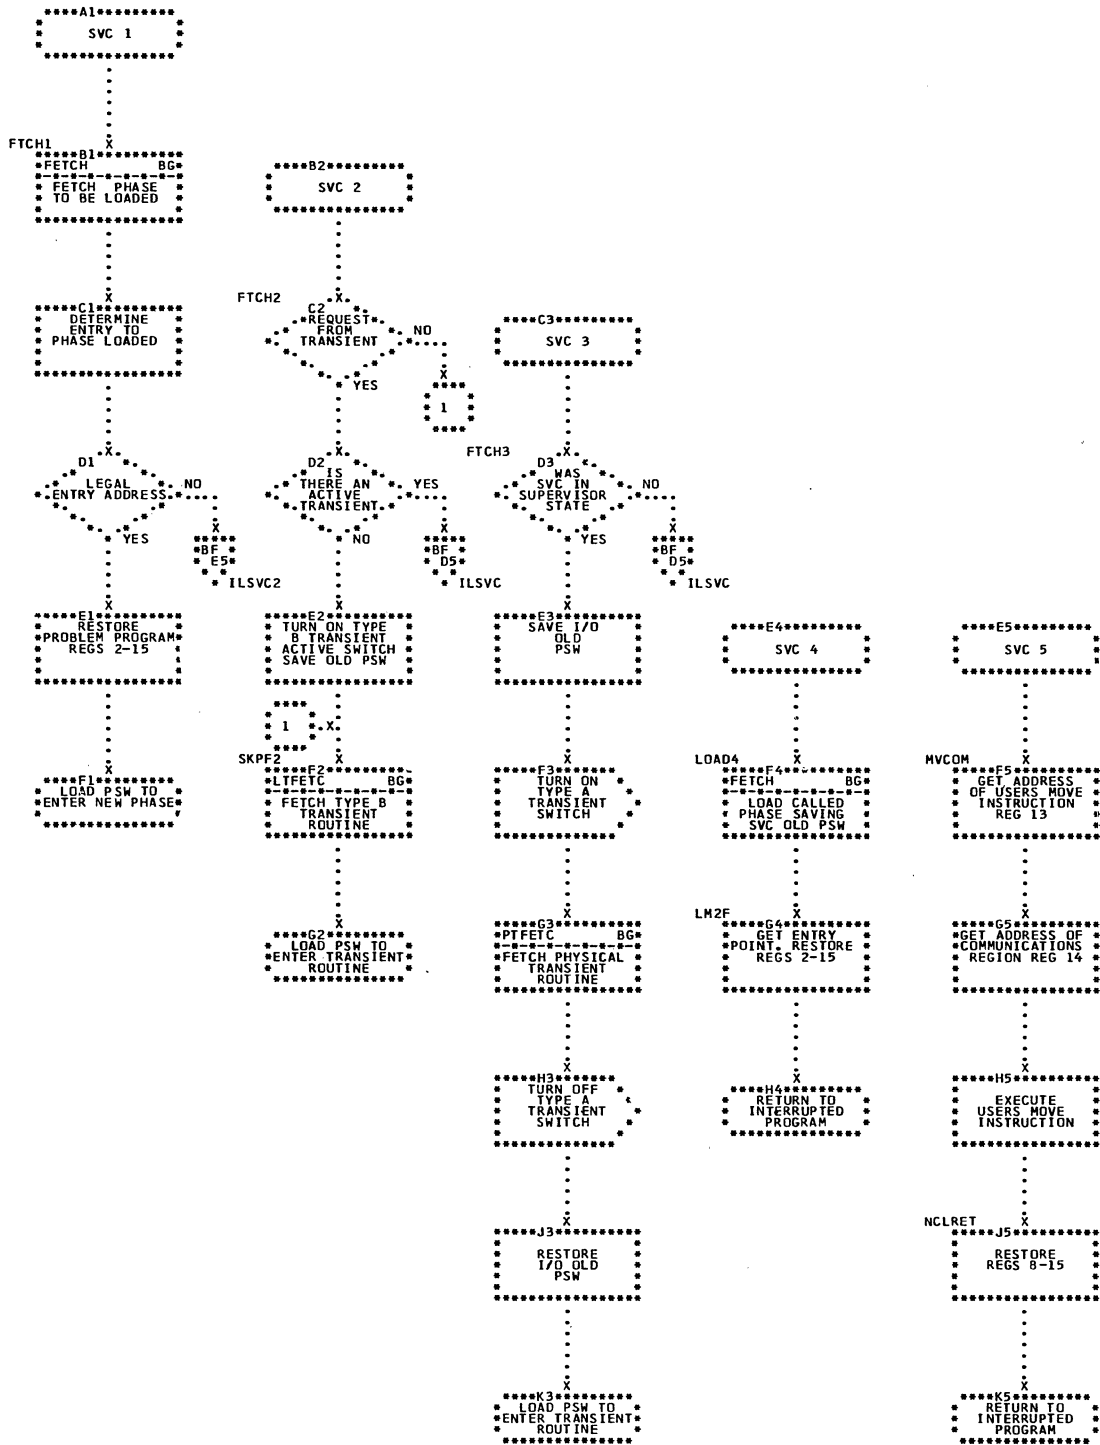 A1
SVC 1
FTCH1
B1
FETCH BG
FETCH PHASE
TO BE LOADED
C1
DETERMINE
ENTRY TO
PHASE LOADED
D1
LEGAL
ENTRY ADDRESS
NO
YES
BF
E5
ILSVC2
E1
RESTORE
PROBLEM PROGRAM
REGS 2-15
F1
LOAD PSW TO
ENTER NEW PHASE
B2
SVC 2
FTCH2
C2
REQUEST
FROM
TRANSIENT
NO
YES
1
D2
IS
THERE AN
ACTIVE
TRANSIENT
YES
NO
BF
D5
ILSVC
E2
TURN ON TYPE
B TRANSIENT
ACTIVE SWITCH
SAVE OLD PSW
1
SKPF2
F2
LTFETC BG
FETCH TYPE B
TRANSIENT
ROUTINE
G2
LOAD PSW TO
ENTER TRANSIENT
ROUTINE
C3
SVC 3
FTCH3
D3
WAS
SVC IN
SUPERVISOR
STATE
NO
YES
BF
D5
ILSVC
E3
SAVE I/O
OLD
PSW
F3
TURN ON
TYPE A
TRANSIENT
SWITCH
G3
PTFETC BG
FETCH PHYSICAL
TRANSIENT
ROUTINE
H3
TURN OFF
TYPE A
TRANSIENT
SWITCH
J3
RESTORE
I/O OLD
PSW
K3
LOAD PSW TO
ENTER TRANSIENT
ROUTINE
E4
SVC 4
LOAD4
F4
FETCH BG
LOAD CALLED
PHASE SAVING
SVC OLD PSW
LM2F
G4
GET ENTRY
POINT. RESTORE
REGS 2-15
H4
RETURN TO
INTERRUPTED
PROGRAM
E5
SVC 5
MVCOM
F5
GET ADDRESS
OF USERS MOVE
INSTRUCTION
REG 13
G5
GET ADDRESS OF
COMMUNICATIONS
REGION REG 14
H5
EXECUTE
USERS MOVE
INSTRUCTION
NCLRET
J5
RESTORE
REGS 8-15
K5
RETURN TO
INTERRUPTED
PROGRAM